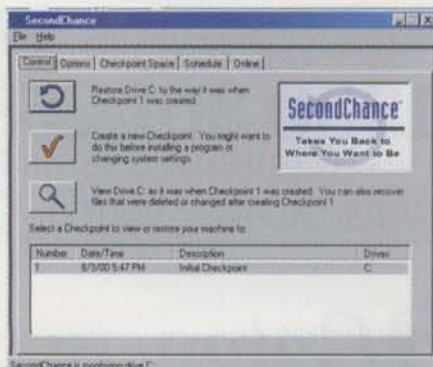 SecondChance
File Help
Control Options Checkpoint Space Schedule Online
Restore Drive C: to the way it was when
Checkpoint 1 was created.
Create a new Checkpoint. You might want to
do this before installing a program or
changing system settings.
View Drive C: as it was when Checkpoint 1 was created. You can also recover
files that were deleted or changed after creating Checkpoint 1.
SecondChance
Takes You Back to
Where You Want to Be
Select a Checkpoint to view or restore your machine to:
Number Date/Time Description Drives
1 8/3/00 5:47 PM Initial Checkpoint C:
SecondChance is monitoring drive C: